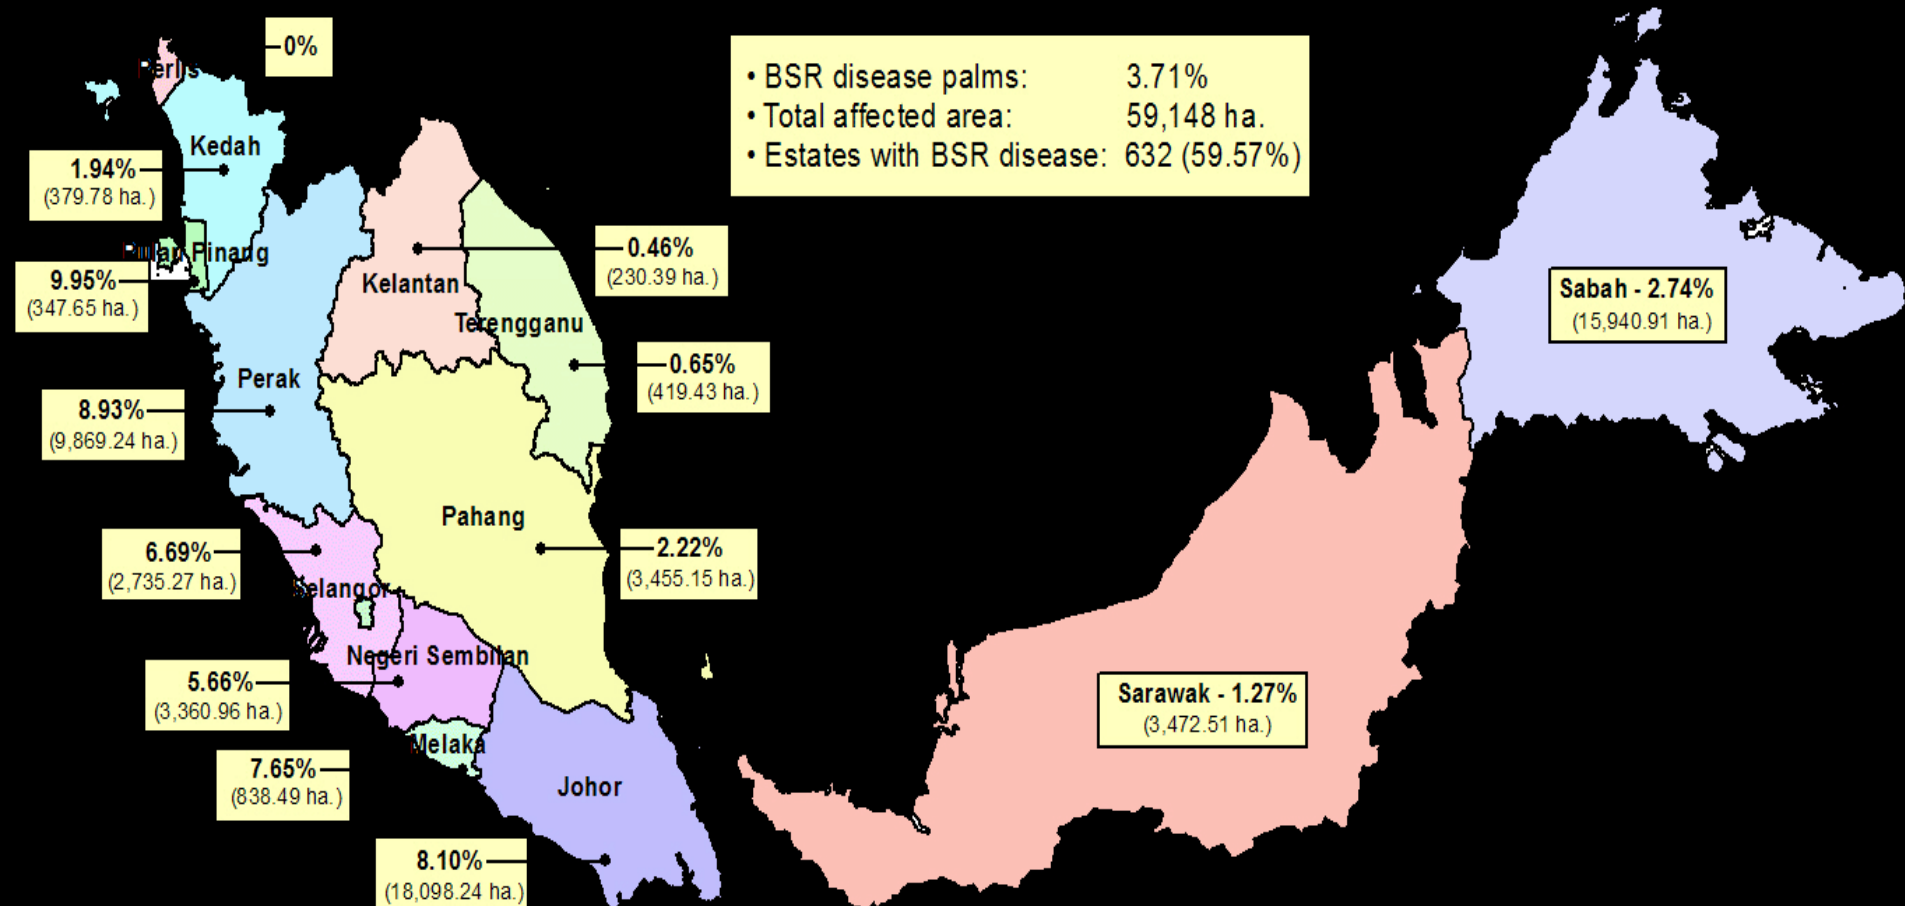 0%
• BSR disease palms: 3.71%
• Total affected area: 59,148 ha.
• Estates with BSR disease: 632 (59.57%)
Perlis
Kedah
1.94%
(379.78 ha.)
Pulau Pinang
9.95%
(347.65 ha.)
0.46%
(230.39 ha.)
Kelantan
Terengganu
Sabah - 2.74%
(15,940.91 ha.)
0.65%
(419.43 ha.)
Perak
8.93%
(9,869.24 ha.)
Pahang
2.22%
(3,455.15 ha.)
6.69%
(2,735.27 ha.)
Selangor
Negeri Sembilan
5.66%
(3,360.96 ha.)
Sarawak - 1.27%
(3,472.51 ha.)
Melaka
7.65%
(838.49 ha.)
Johor
8.10%
(18,098.24 ha.)